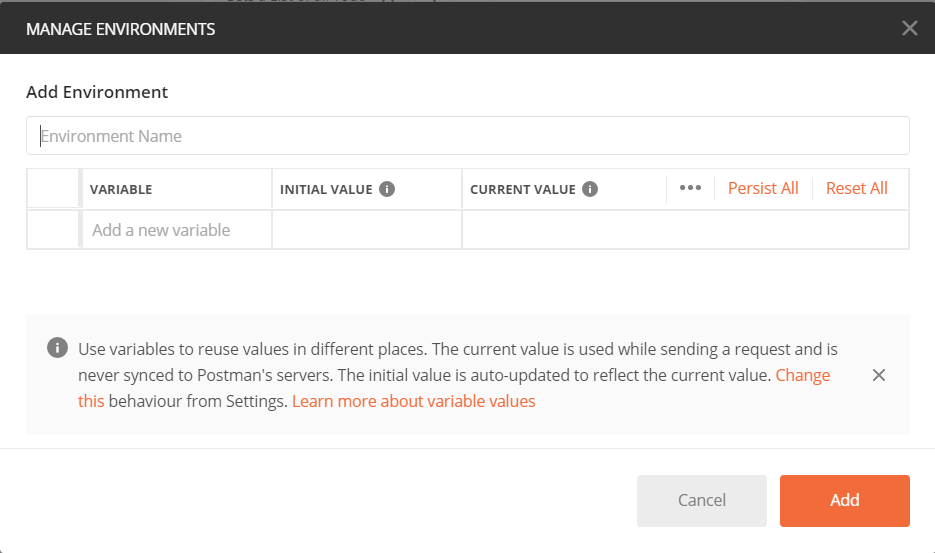 MANAGE ENVIRONMENTS
Add Environment
Environment Name
VARIABLE INITIAL VALUE CURRENT VALUE ••• Persist All Reset All
Add a new variable
Use variables to reuse values in different places. The current value is used while sending a request and is
never synced to Postman's servers. The initial value is auto-updated to reflect the current value. Change
this behaviour from Settings. Learn more about variable values
Cancel Add